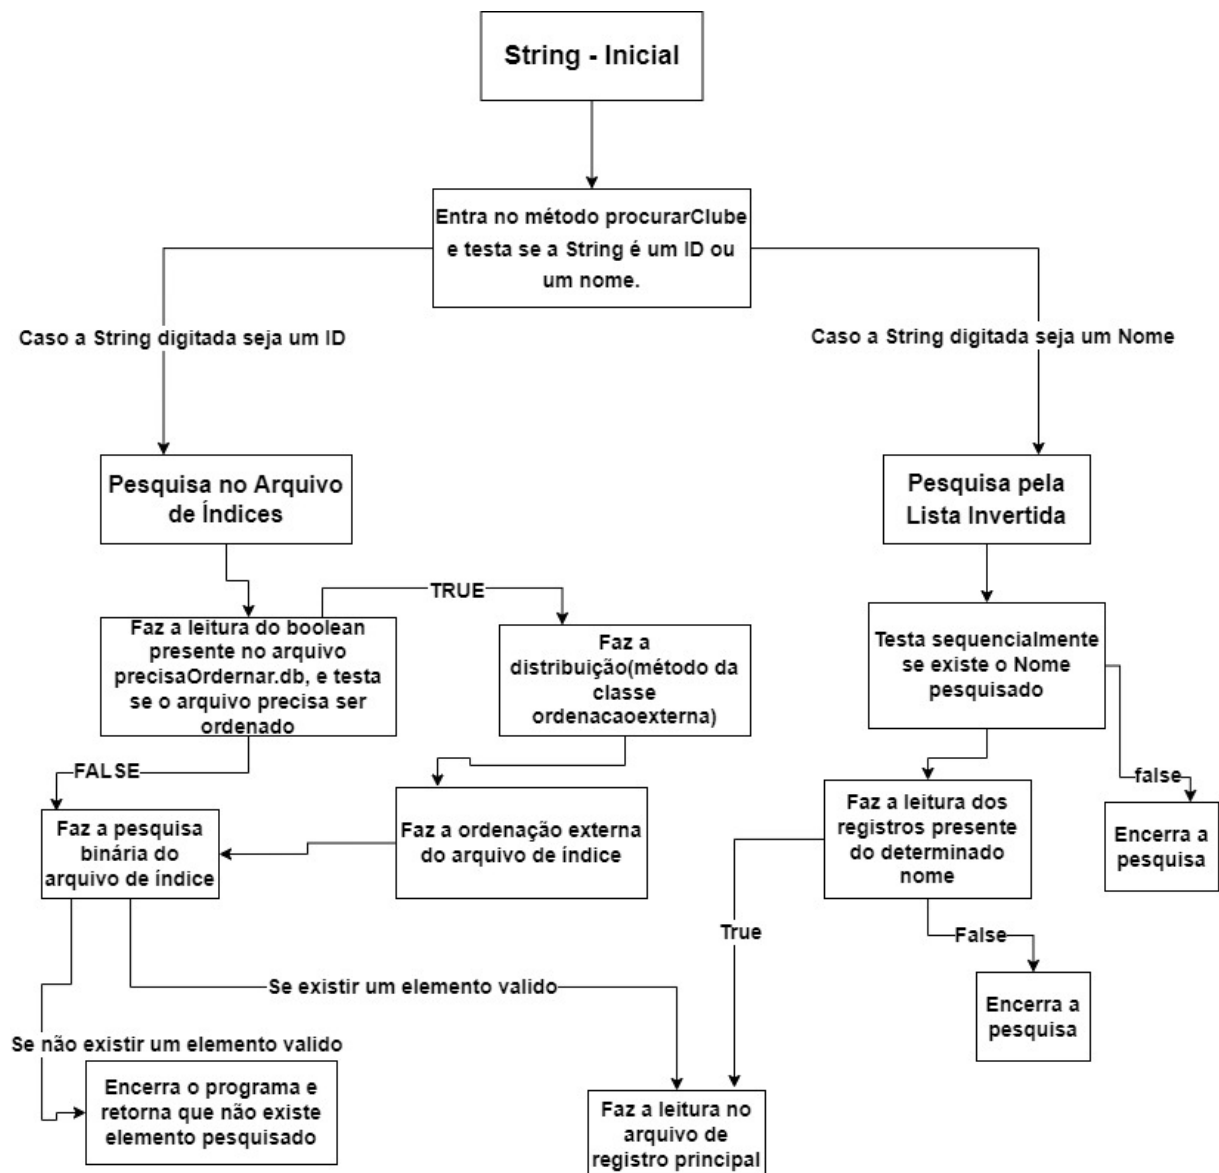 String - Inicial
Entra no método procurarClube
e testa se a String é um ID ou
um nome.
Caso a String digitada seja um ID
Caso a String digitada seja um Nome
Pesquisa no Arquivo
de Índices
Pesquisa pela
Lista Invertida
TRUE
Faz a leitura do boolean
presente no arquivo
precisaOrdernar.db, e testa
se o arquivo precisa ser
ordenado
Faz a
distribuição(método da
classe
ordenacaoexterna)
Testa sequencialmente
se existe o Nome
pesquisado
FALSE
false
Faz a pesquisa
binária do
arquivo de índice
Faz a ordenação externa
do arquivo de índice
Faz a leitura dos
registros presente
do determinado
nome
Encerra a
pesquisa
True
False
Se existir um elemento valido
Encerra a
pesquisa
Se não existir um elemento valido
Encerra o programa e
retorna que não existe
elemento pesquisado
Faz a leitura no
arquivo de
registro principal